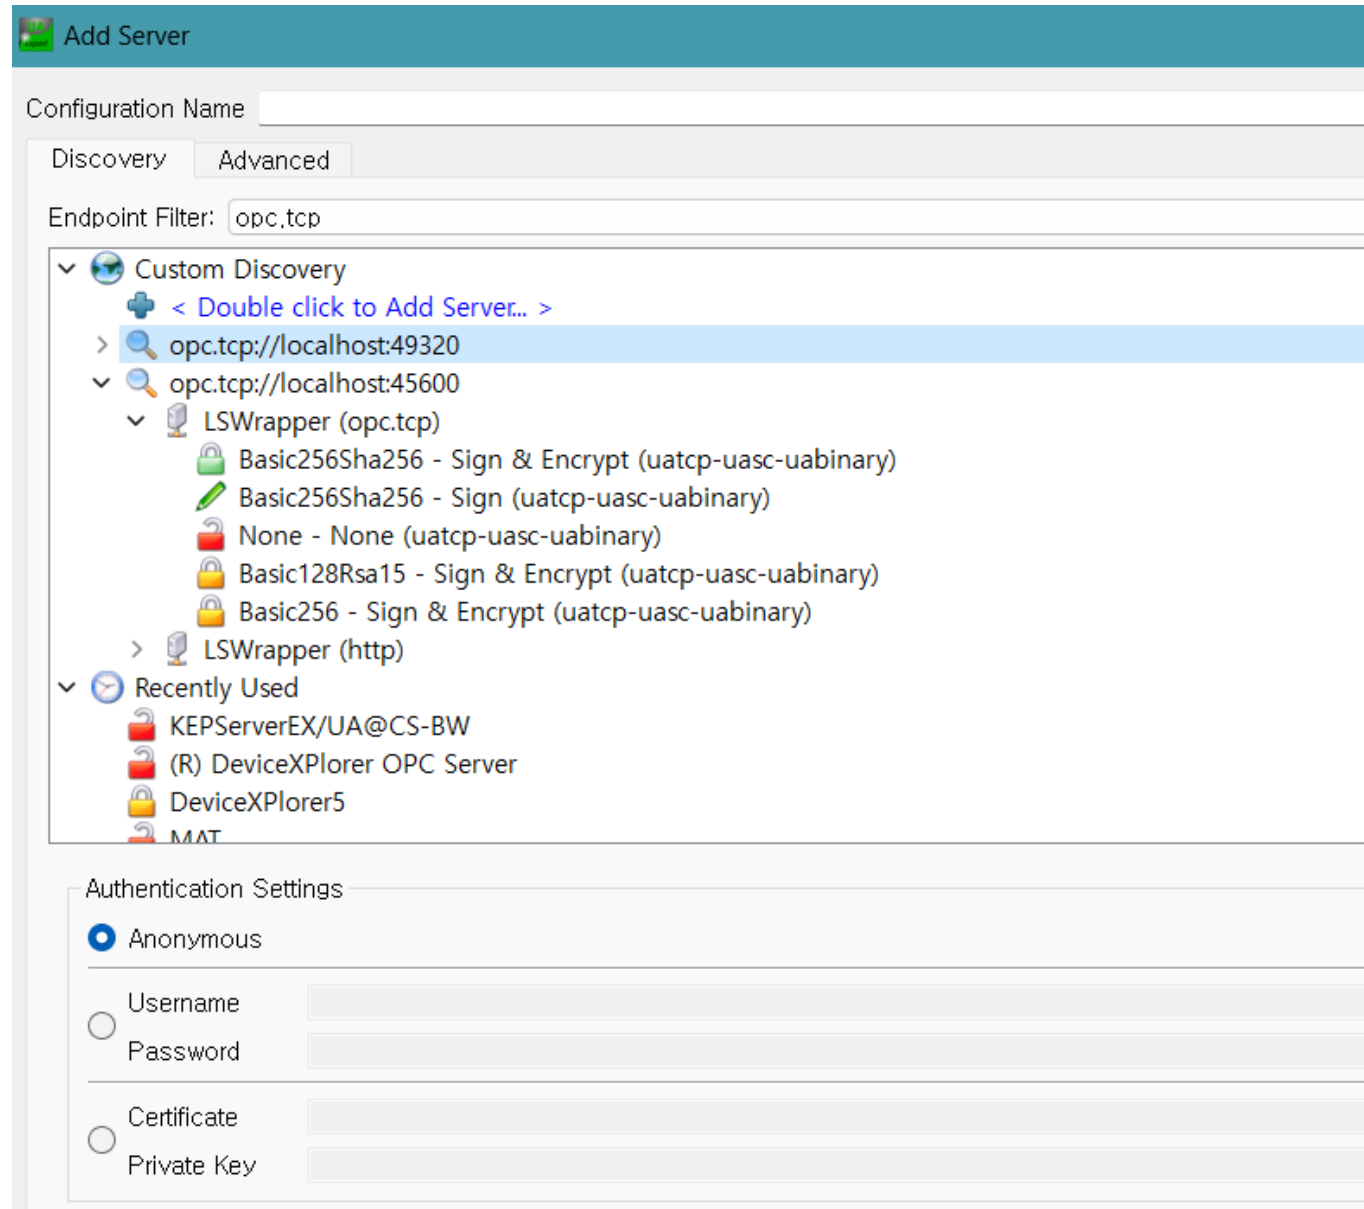 Add Server
Configuration Name
Discovery Advanced
Endpoint Filter: opc.tcp
Custom Discovery
< Double click to Add Server... >
opc.tcp://localhost:49320
opc.tcp://localhost:45600
LSWrapper (opc.tcp)
Basic256Sha256 - Sign & Encrypt (uatcp-uasc-uabinary)
Basic256Sha256 - Sign (uatcp-uasc-uabinary)
None - None (uatcp-uasc-uabinary)
Basic128Rsa15 - Sign & Encrypt (uatcp-uasc-uabinary)
Basic256 - Sign & Encrypt (uatcp-uasc-uabinary)
LSWrapper (http)
Recently Used
KEPServerEX/UA@CS-BW
(R) DeviceXPlorer OPC Server
DeviceXPlorer5
MAT
Authentication Settings
Anonymous
Username
Password
Certificate
Private Key